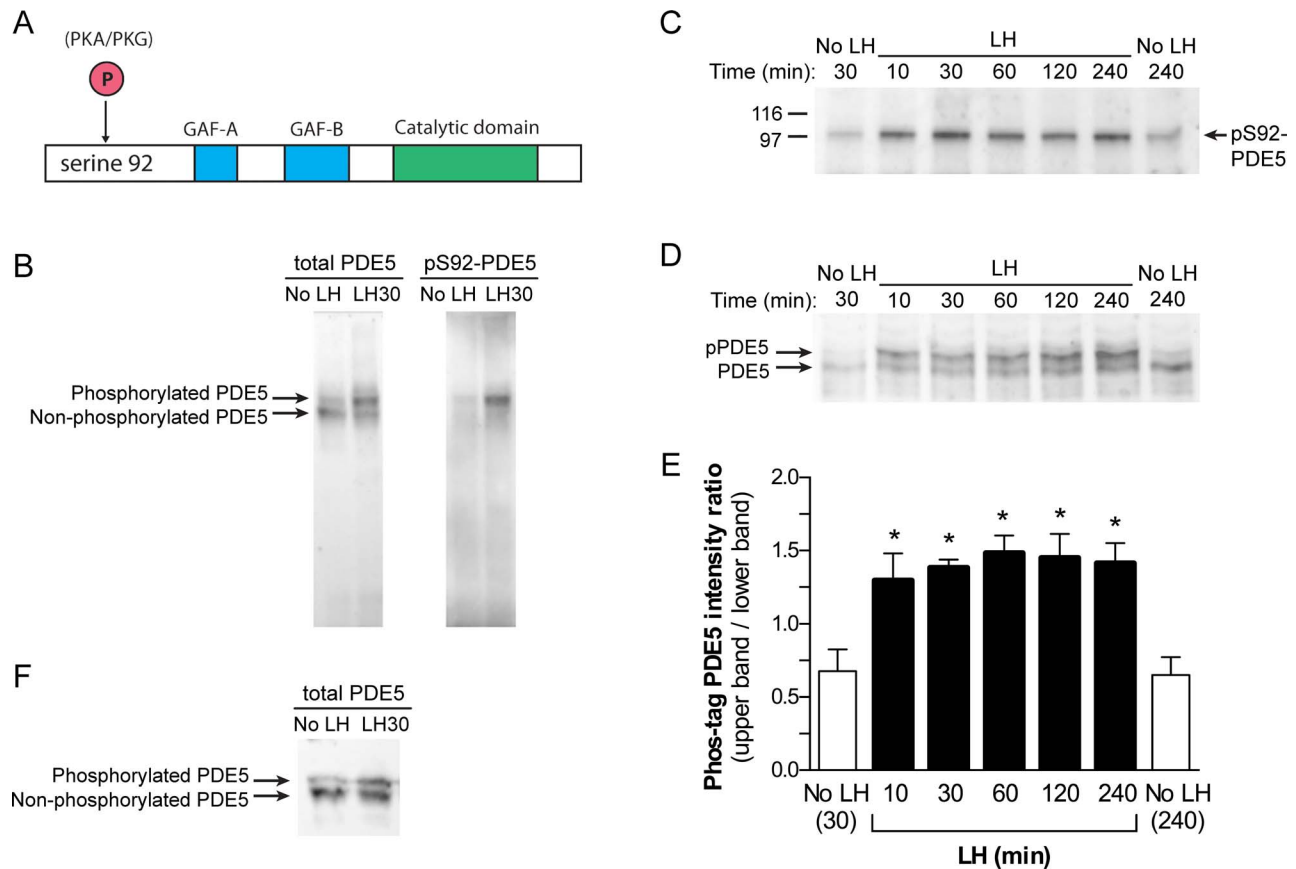 A
(PKA/PKG)
P
GAF-A GAF-B Catalytic domain
serine 92
B
total PDE5 pS92-PDE5
No LH LH30 No LH LH30
Phosphorylated PDE5
Non-phosphorylated PDE5
F
total PDE5
No LH LH30
Phosphorylated PDE5
Non-phosphorylated PDE5
C
No LH LH No LH
Time (min): 30 10 30 60 120 240 240
116
97
pS92-
PDE5
D
No LH LH No LH
Time (min): 30 10 30 60 120 240 240
pPDE5
PDE5
E
Phos-tag PDE5 intensity ratio
(upper band / lower band)
2.0
1.5
1.0
0.5
0.0
* * * * *
No LH 10 30 60 120 240 No LH
(30) (240)
LH (min)